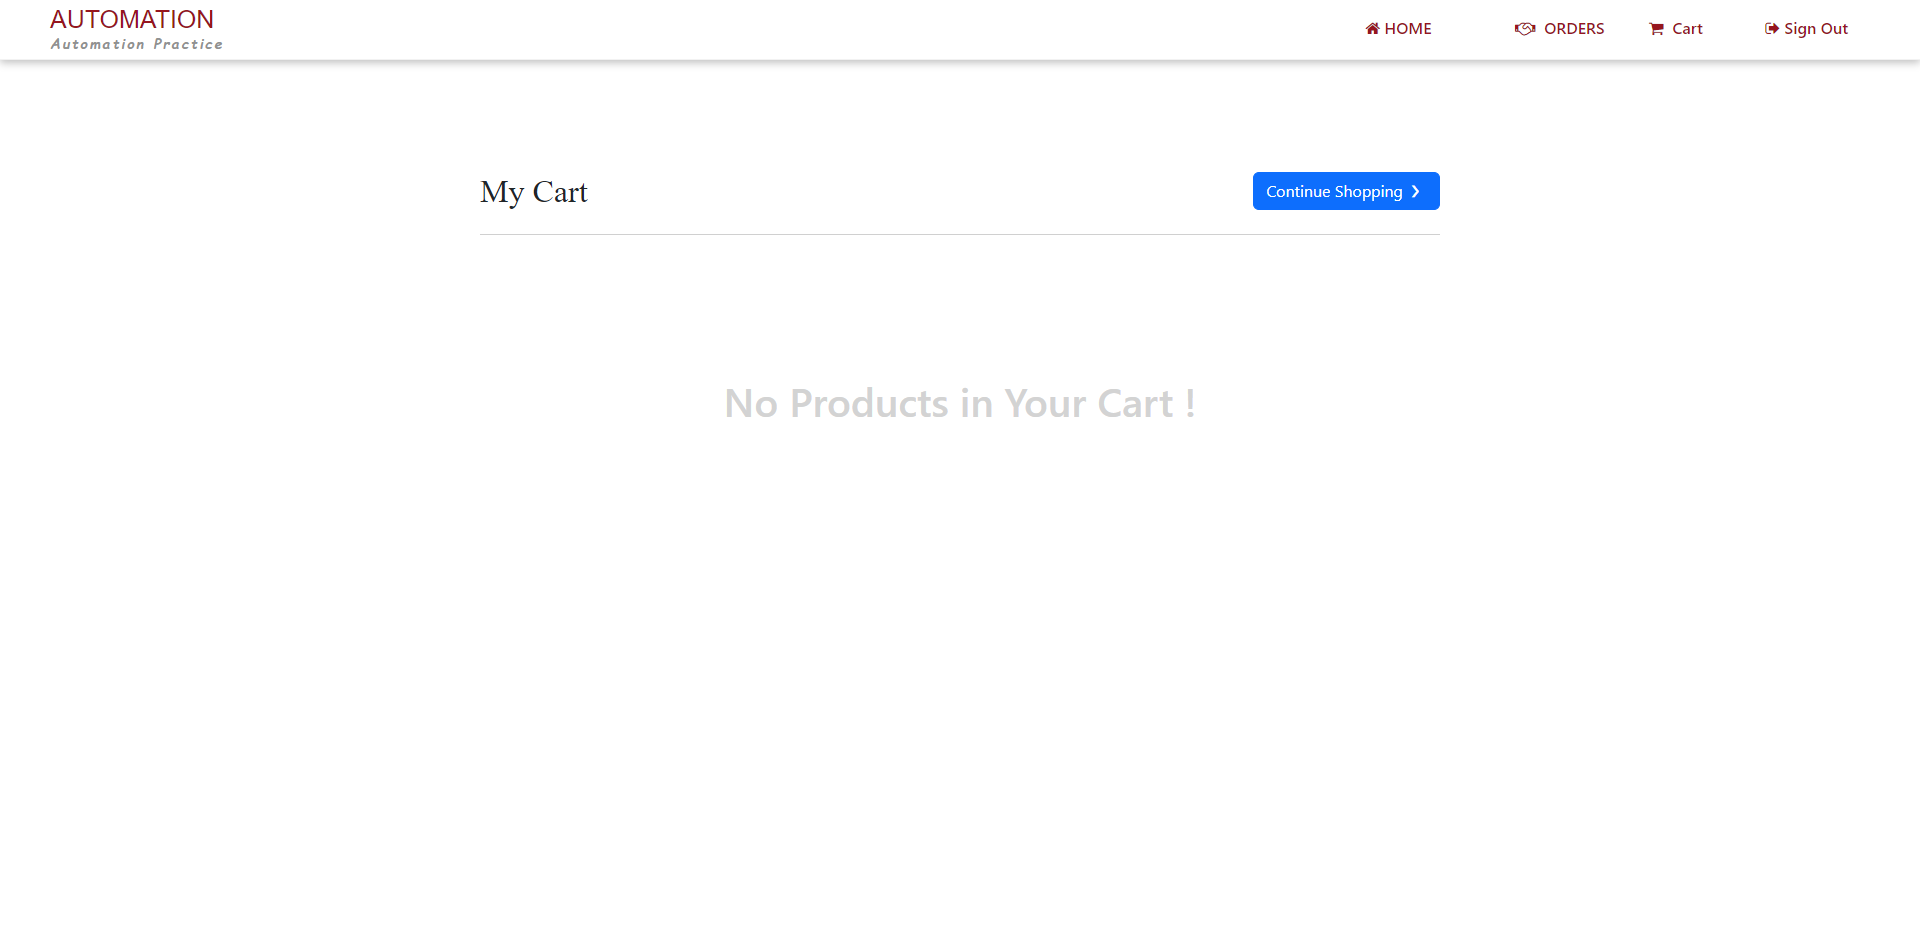 AUTOMATION
Automation Practice
HOME
ORDERS
Cart
Sign Out
My Cart
Continue Shopping
No Products in Your Cart !